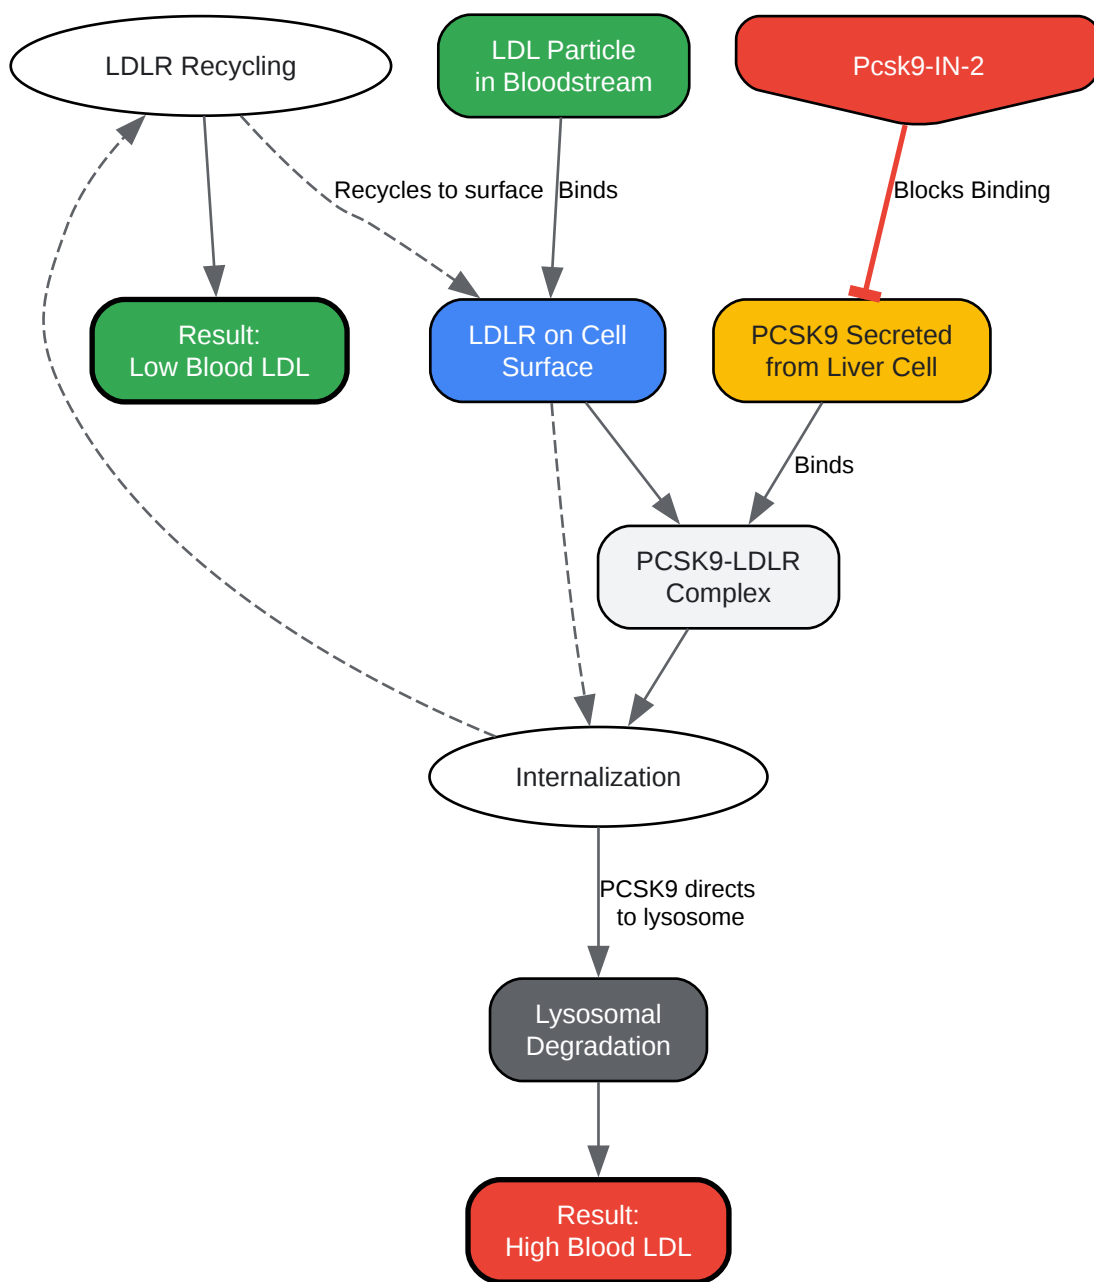 LDLR Recycling
LDL Particle
in Bloodstream
Pcsk9-IN-2
Recycles to surface
Binds
Blocks Binding
Result:
Low Blood LDL
LDLR on Cell
Surface
PCSK9 Secreted
from Liver Cell
Binds
PCSK9-LDLR
Complex
Internalization
PCSK9 directs
to lysosome
Lysosomal
Degradation
Result:
High Blood LDL